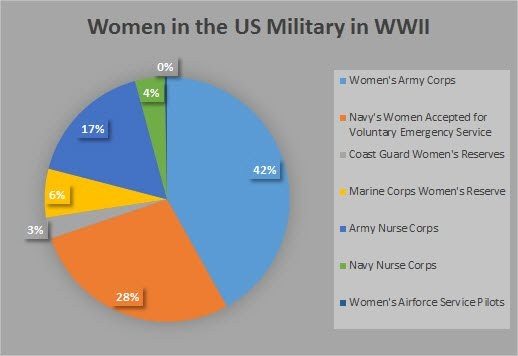 Women in the US Military in WWII
0%
4%
17%
42%
6%
3%
28%
Women's Army Corps
Navy's Women Accepted for
Voluntary Emergency Service
Coast Guard Women's Reserves
Marine Corps Women's Reserve
Army Nurse Corps
Navy Nurse Corps
Women's Airforce Service Pilots